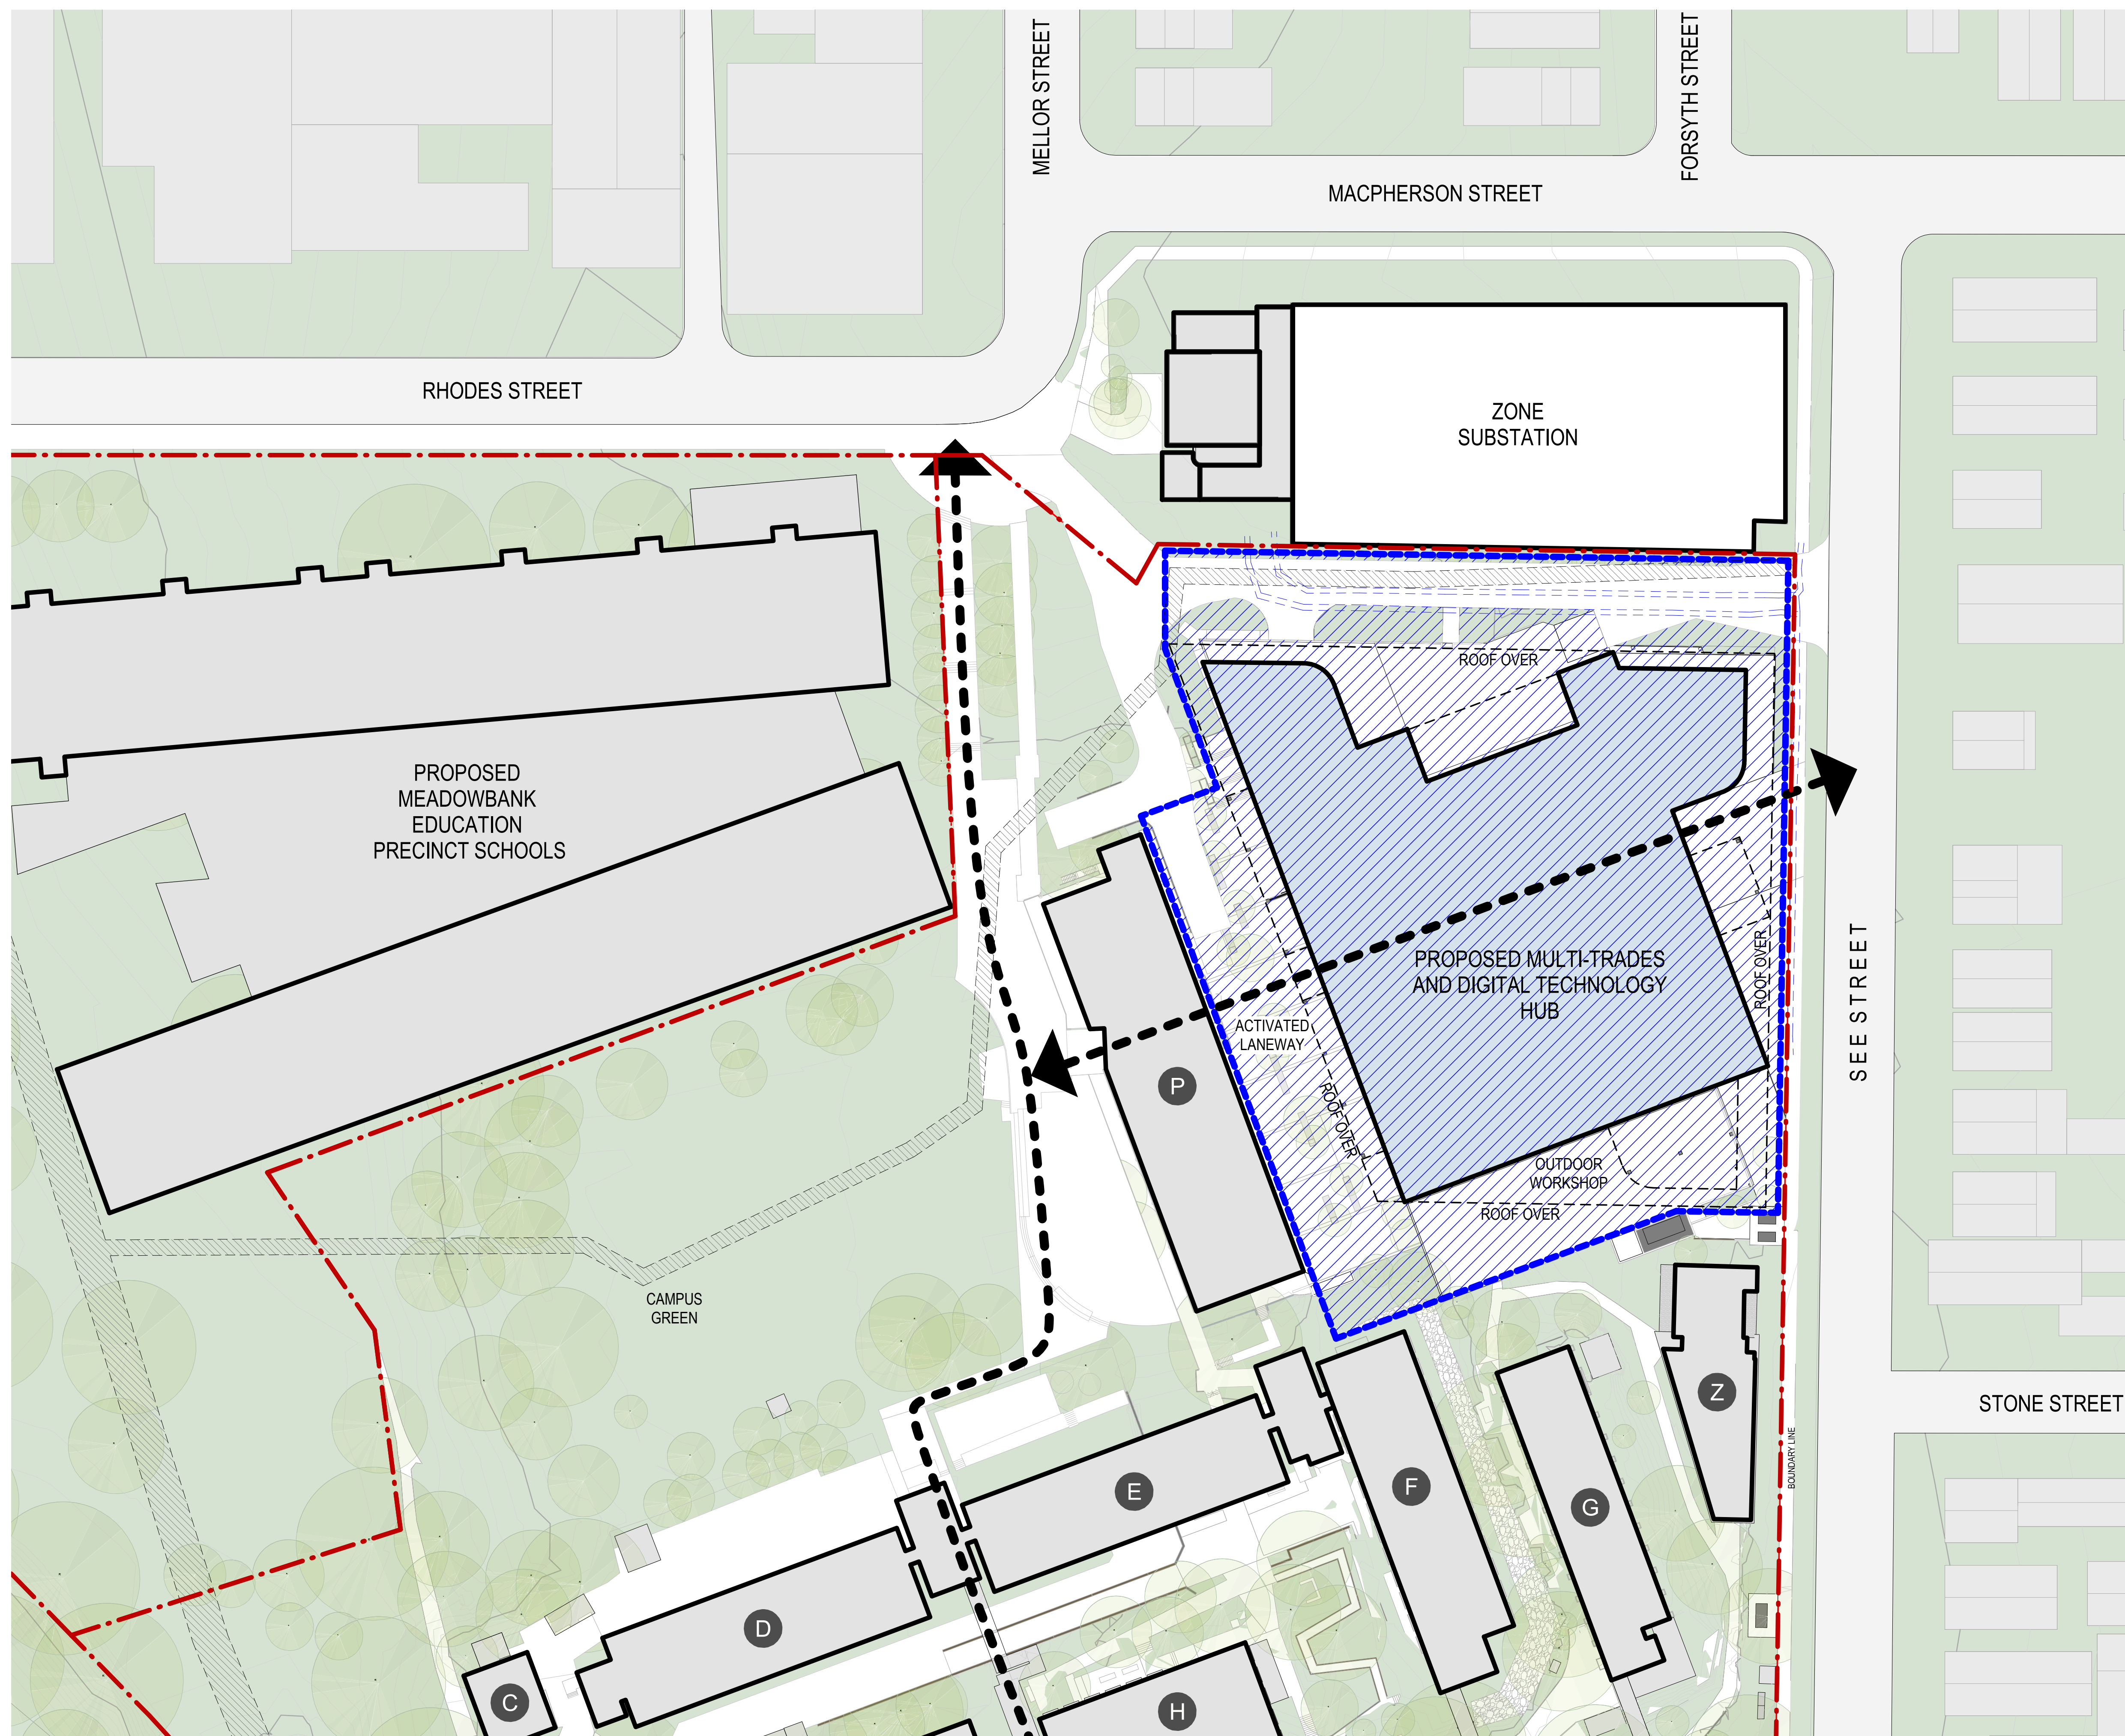 MELLOR STREET
FORSYTH STREET
MACPHERSON STREET
RHODES STREET
ZONE
SUBSTATION
ROOF OVER
PROPOSED
MEADOWBANK
EDUCATION
PRECINCT SCHOOLS
PROPOSED MULTI-TRADES
AND DIGITAL TECHNOLOGY
HUB
ROOF OVER
SEE STREET
ACTIVATED
LANEWAY
P
ROOF OVER
OUTDOOR
WORKSHOP
ROOF OVER
CAMPUS
GREEN
Z
STONE STREET
BOUNDARY LINE
E
F
G
D
C
H